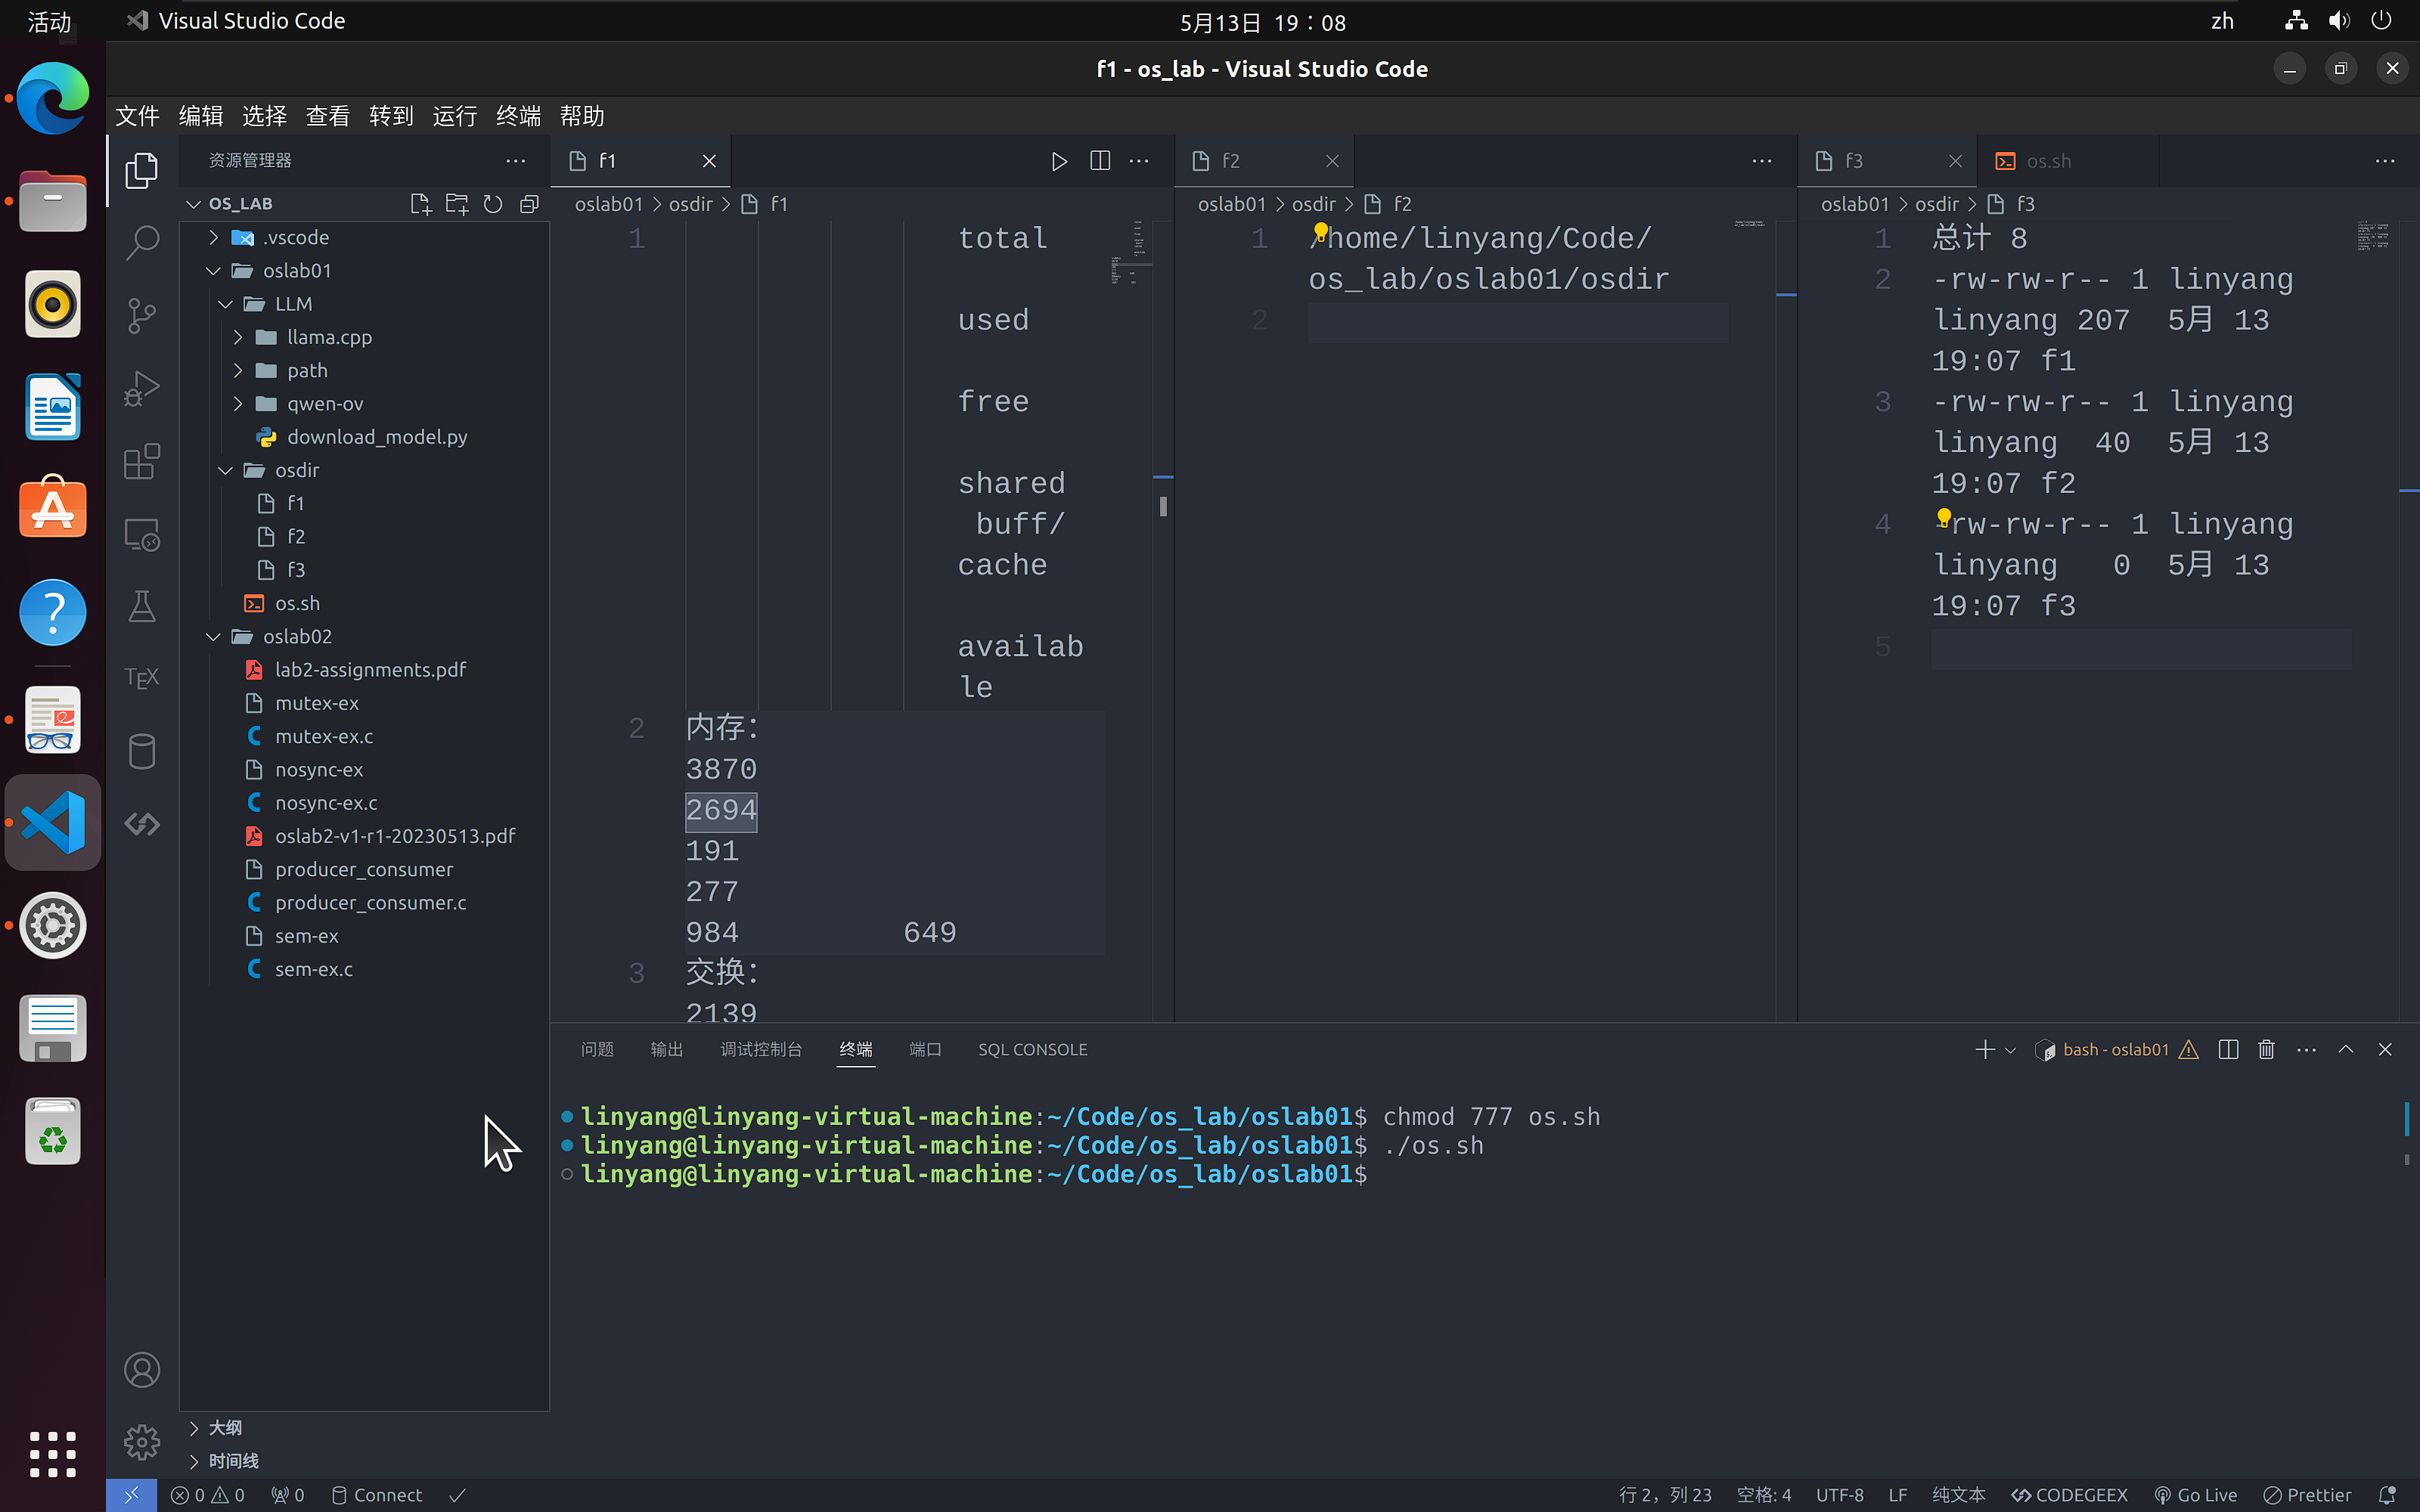 活动
Visual Studio Code
5月13日 19：08
zh
f1 - os_lab - Visual Studio Code
文件 编辑 选择 查看 转到 运行 终端 帮助
资源管理器
OS_LAB
.vscode
oslab01
LLM
llama.cpp
path
qwen-ov
download_model.py
osdir
f1
f2
f3
os.sh
oslab02
lab2-assignments.pdf
mutex-ex
mutex-ex.c
nosync-ex
nosync-ex.c
oslab2-v1-r1-20230513.pdf
producer_consumer
producer_consumer.c
sem-ex
sem-ex.c
大纲
时间线
f1
oslab01 > osdir > f1
1 total
used
free
shared
buff/
cache
availab
le
2 内存:
3870
2694
191
277
984 649
3 交换:
2139
f2
oslab01 > osdir > f2
1 /home/linyang/Code/
os_lab/oslab01/osdir
2
f3
os.sh
oslab01 > osdir > f3
1 总计 8
2 -rw-rw-r-- 1 linyang
linyang 207 5月 13
19:07 f1
3 -rw-rw-r-- 1 linyang
linyang 40 5月 13
19:07 f2
4 -rw-rw-r-- 1 linyang
linyang 0 5月 13
19:07 f3
5
问题 输出 调试控制台 终端 端口 SQL CONSOLE
bash - oslab01
linyang@linyang-virtual-machine:~/Code/os_lab/oslab01$ chmod 777 os.sh
linyang@linyang-virtual-machine:~/Code/os_lab/oslab01$ ./os.sh
linyang@linyang-virtual-machine:~/Code/os_lab/oslab01$
0 0 0 Connect
行 2，列 23 空格: 4 UTF-8 LF 纯文本 CODEGEEX Go Live Prettier